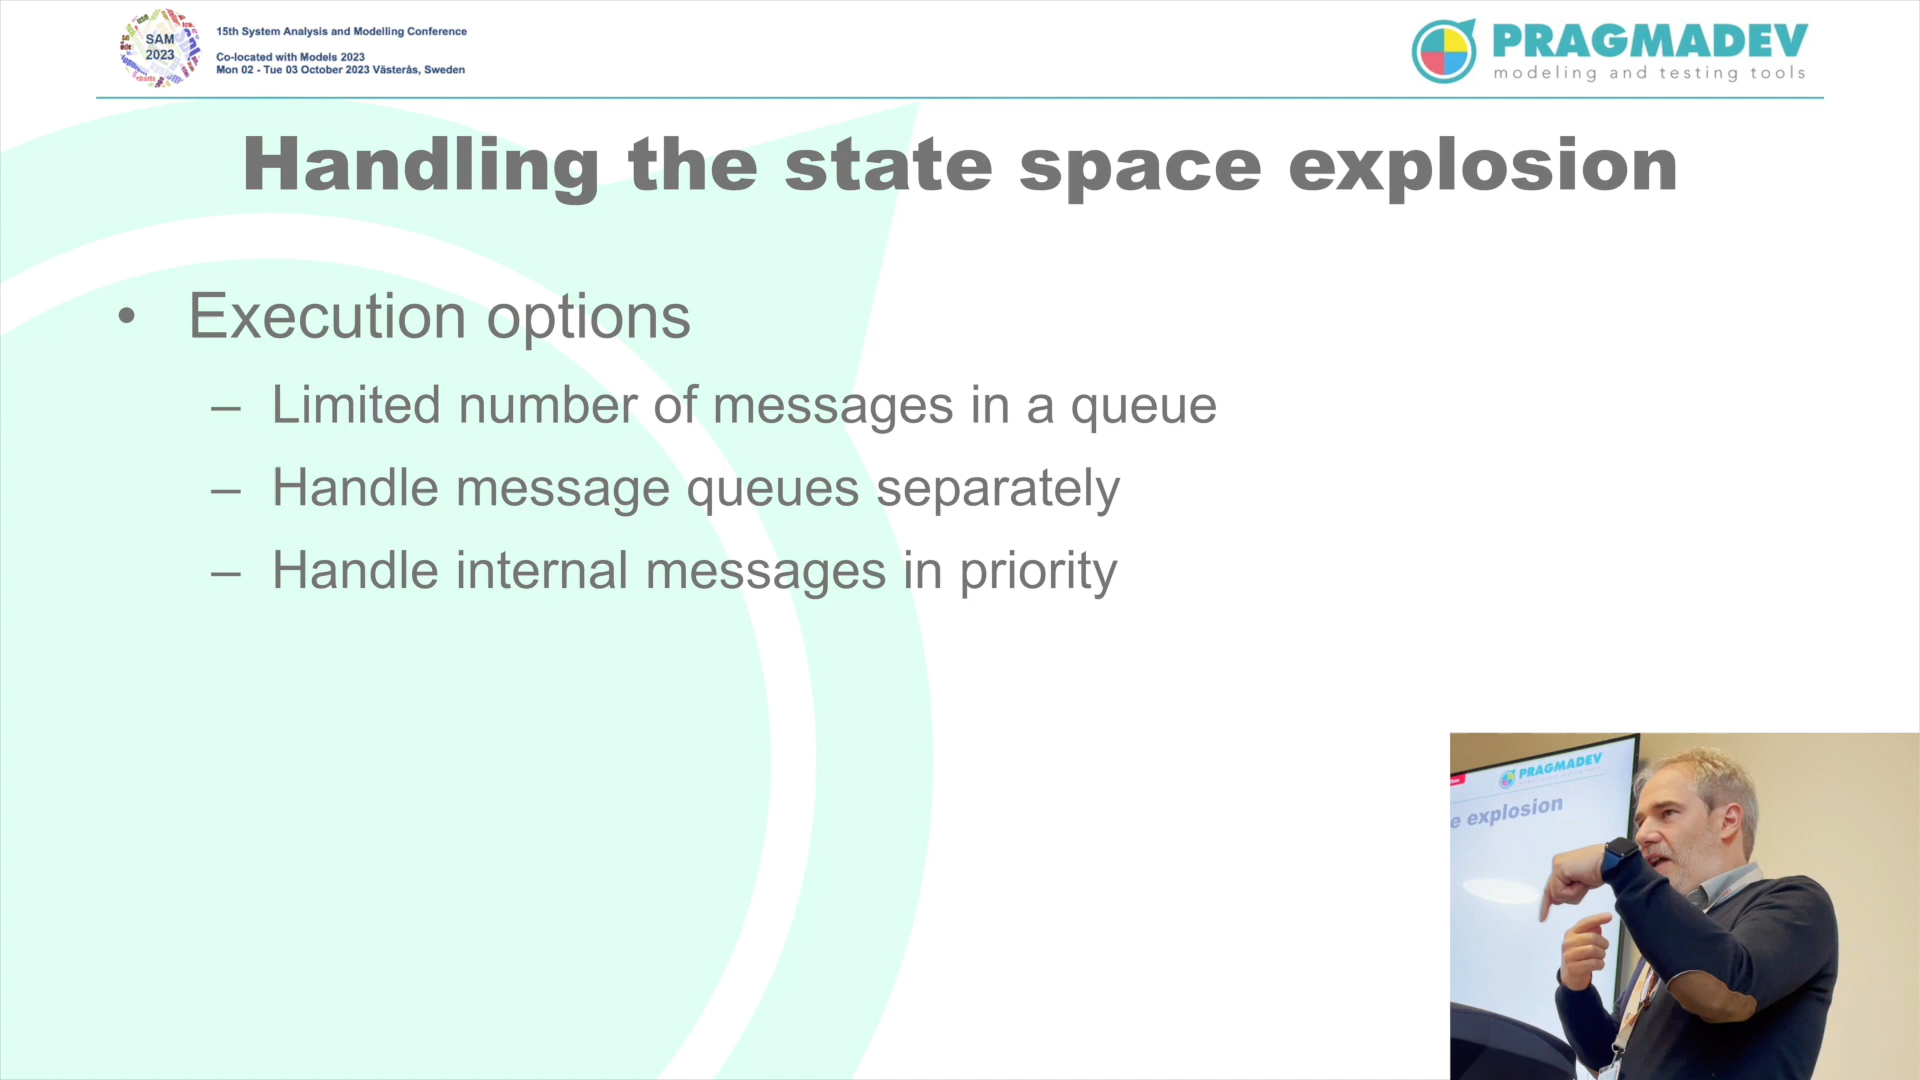 SAM
2023
15th System Analysis and Modelling Conference
Co-located with Models 2023
Mon 02 - Tue 03 October 2023 Västerås, Sweden
PRAGMADEV
modeling and testing tools
Handling the state space explosion
• Execution options
– Limited number of messages in a queue
– Handle message queues separately
– Handle internal messages in priority
PRAGMADEV
e explosion